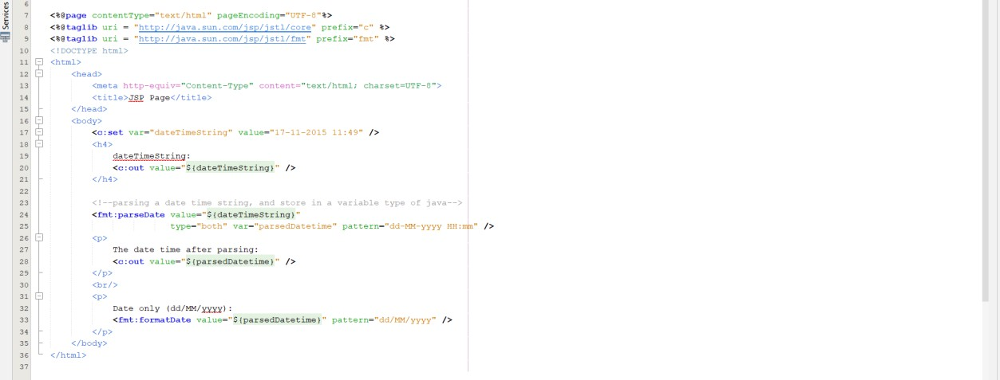 Services
6
7 <%@page contentType="text/html" pageEncoding="UTF-8"%>
8 <%@taglib uri = "http://java.sun.com/jsp/jstl/core" prefix="c" %>
9 <%@taglib uri = "http://java.sun.com/jsp/jstl/fmt" prefix="fmt" %>
10 <!DOCTYPE html>
11 <html>
12 <head>
13 <meta http-equiv="Content-Type" content="text/html; charset=UTF-8">
14 <title>JSP Page</title>
15 </head>
16 <body>
17 <c:set var="dateTimeString" value="17-11-2015 11:49" />
18 <h4>
19 dateTimeString:
20 <c:out value="${dateTimeString}" />
21 </h4>
22
23 <!--parsing a date time string, and store in a variable type of java-->
24 <fmt:parseDate value="${dateTimeString}"
25 type="both" var="parsedDatetime" pattern="dd-MM-yyyy HH:mm" />
26 <p>
27 The date time after parsing:
28 <c:out value="${parsedDatetime}" />
29 </p>
30 <br/>
31 <p>
32 Date only (dd/MM/yyyy):
33 <fmt:formatDate value="${parsedDatetime}" pattern="dd/MM/yyyy" />
34 </p>
35 </body>
36 </html>
37